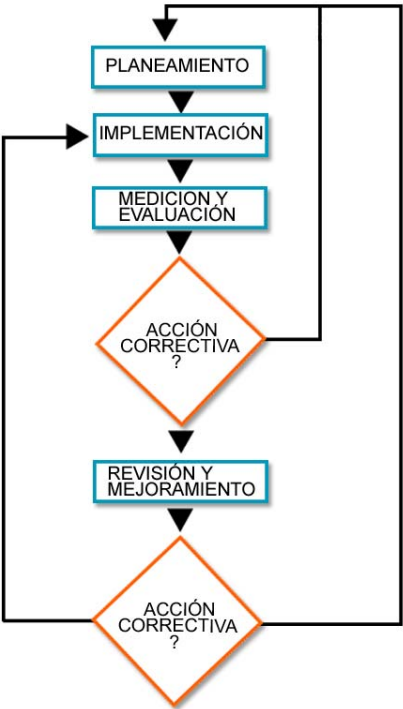 PLANEAMIENTO
IMPLEMENTACIÓN
MEDICION Y
EVALUACIÓN
ACCIÓN
CORRECTIVA
?
REVISIÓN Y
MEJORAMIENTO
ACCIÓN
CORRECTIVA
?